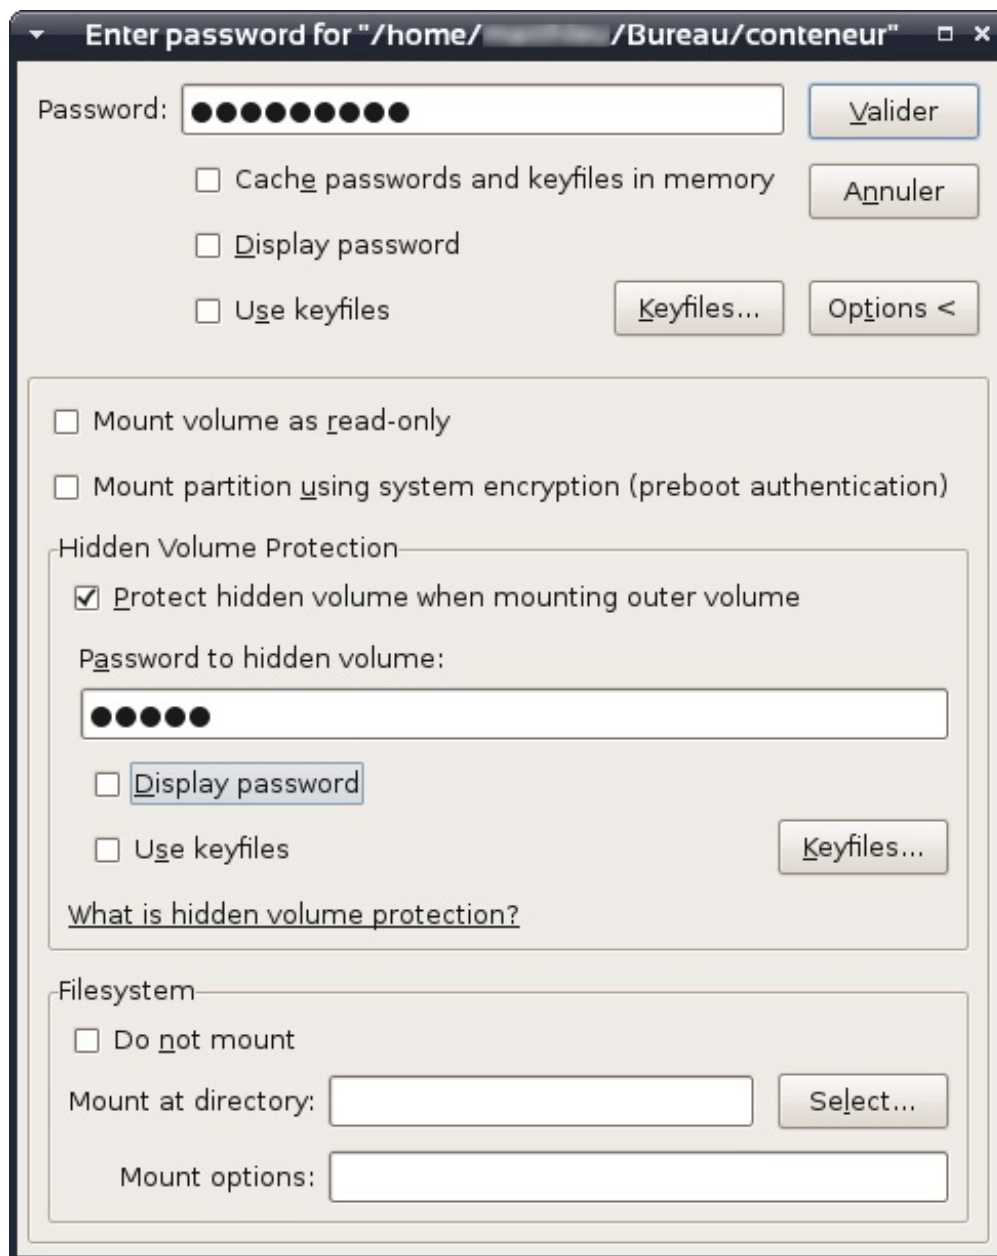 Enter password for "/home/ /Bureau/conteneur"
Password: ●●●●●●●●● Valider
Cache passwords and keyfiles in memory
Annuler
Display password
Use keyfiles Keyfiles... Options <
Mount volume as read-only
Mount partition using system encryption (preboot authentication)
Hidden Volume Protection
Protect hidden volume when mounting outer volume
Password to hidden volume:
●●●●●
Display password
Use keyfiles Keyfiles...
What is hidden volume protection?
Filesystem
Do not mount
Mount at directory: Select...
Mount options: